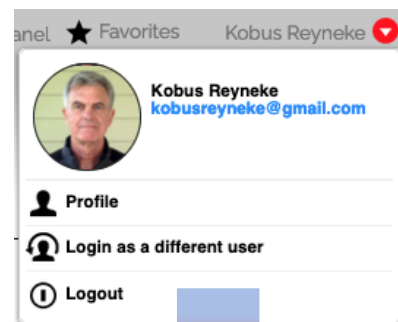 anel Favorites Kobus Reyneke
Kobus Reyneke
kobusreyneke@gmail.com
Profile
Login as a different user
Logout